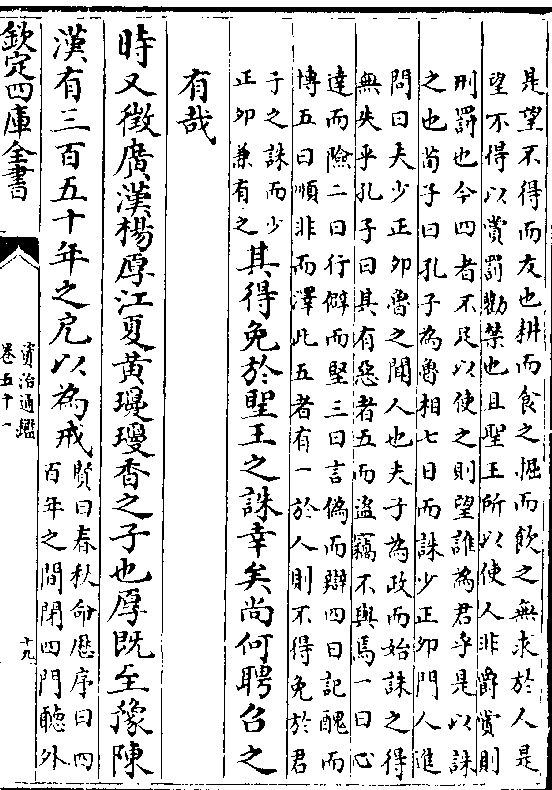 是望不得而友也耕而食之掘而飲之無求於人是
望不得以賞罰勸禁也且聖王所以使人非爵賞則
刑罰也今四者不足以使之則望誰為君乎是以誅
之也荀子曰孔子為魯相七日而誅少正卯門人進
問曰夫少正卯魯之聞人也夫子為政而始誅之得
無失乎孔子曰其有惡者五而盜竊不與焉一曰心
達而險二曰行僻而堅三曰言偽而辯四曰記醜而
博五曰順非而澤此五者有一於人則不得免於君
子之誅而少
正卯兼有之
其得免於聖王之誅幸矣尚何聘召之
有哉
時又徵廣漢楊厚江夏黃瓊瓊香之子也厚既至豫陳
漢有三百五十年之戹以為戒
賢曰春秋命歴序曰四
百年之間閉四門聽外
欽定四庫全書
資治通鑑
卷五十一
十九